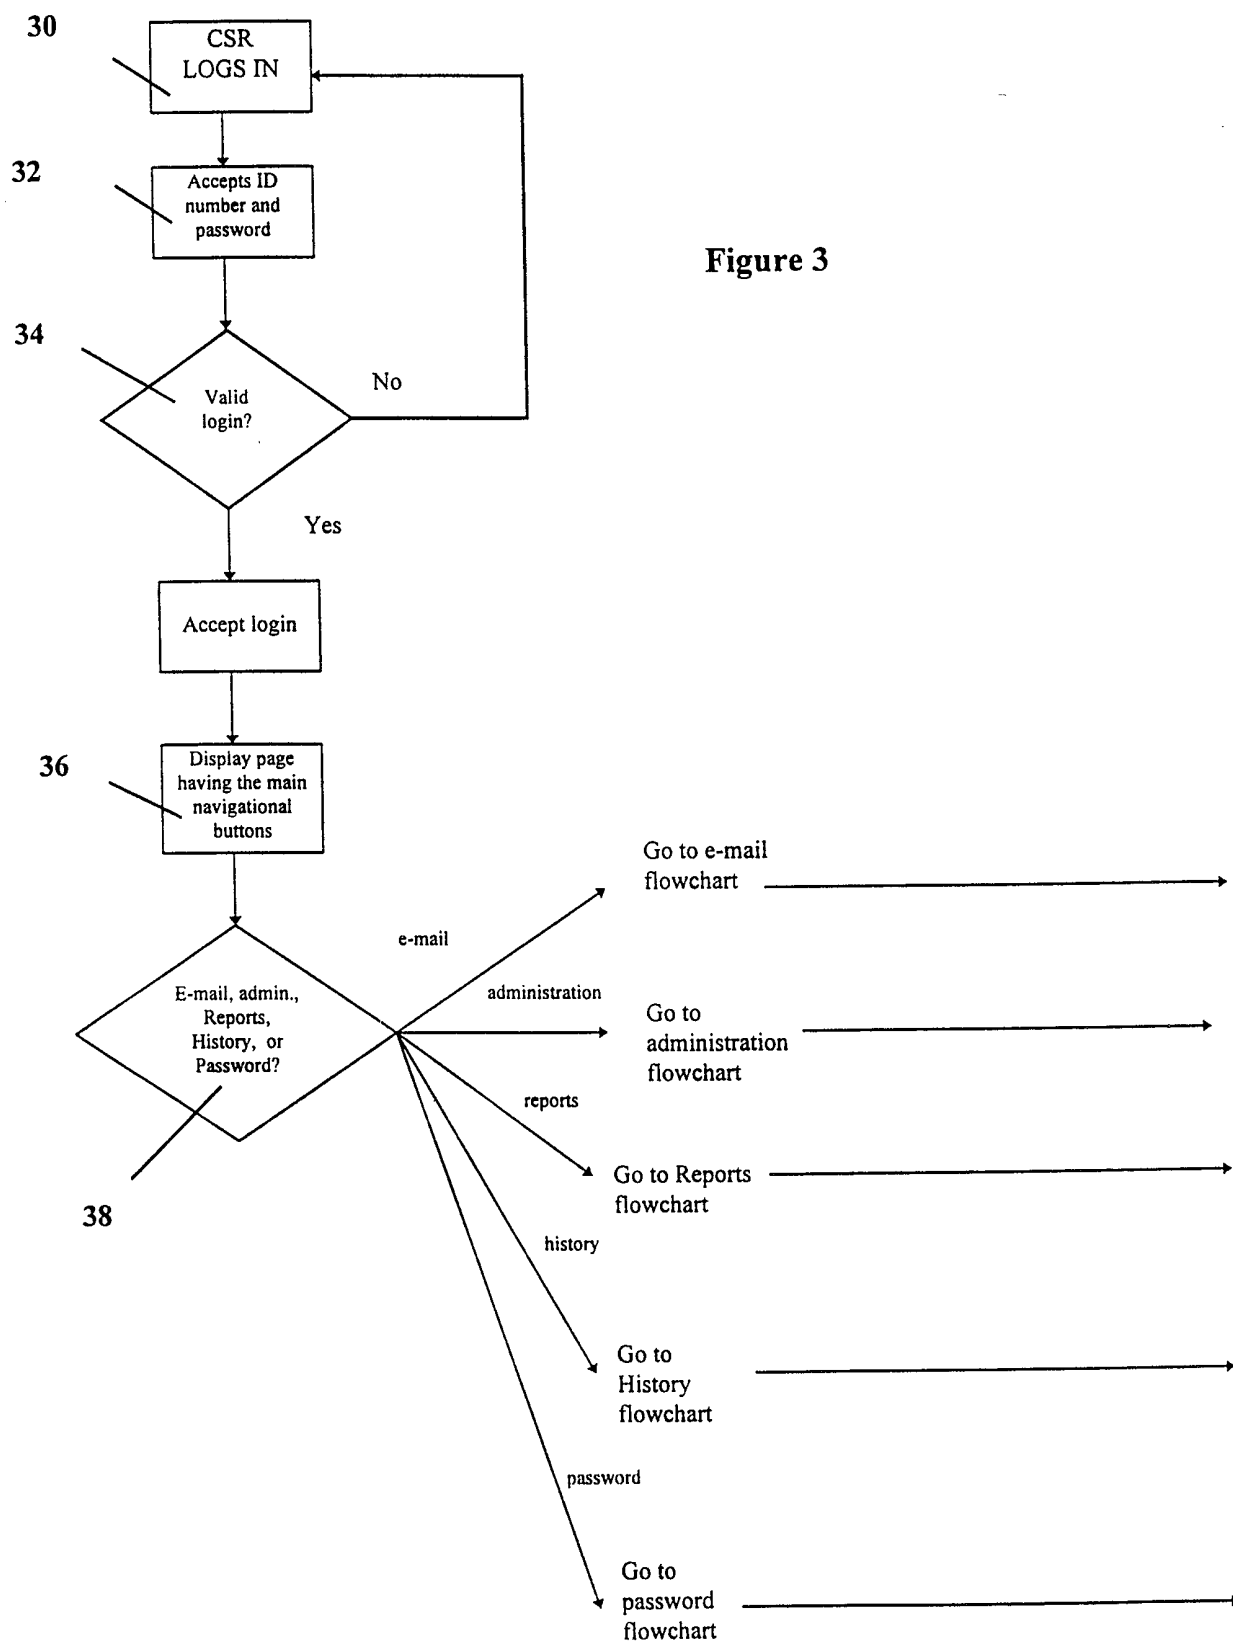 30
CSR
LOGS IN
32
Accepts ID
number and
password
Figure 3
34
Valid
login?
No
Yes
Accept login
36
Display page
having the main
navigational
buttons
E-mail, admin.,
Reports,
History, or
Password?
38
e-mail
Go to e-mail
flowchart
administration
Go to
administration
flowchart
reports
Go to Reports
flowchart
history
Go to
History
flowchart
password
Go to
password
flowchart